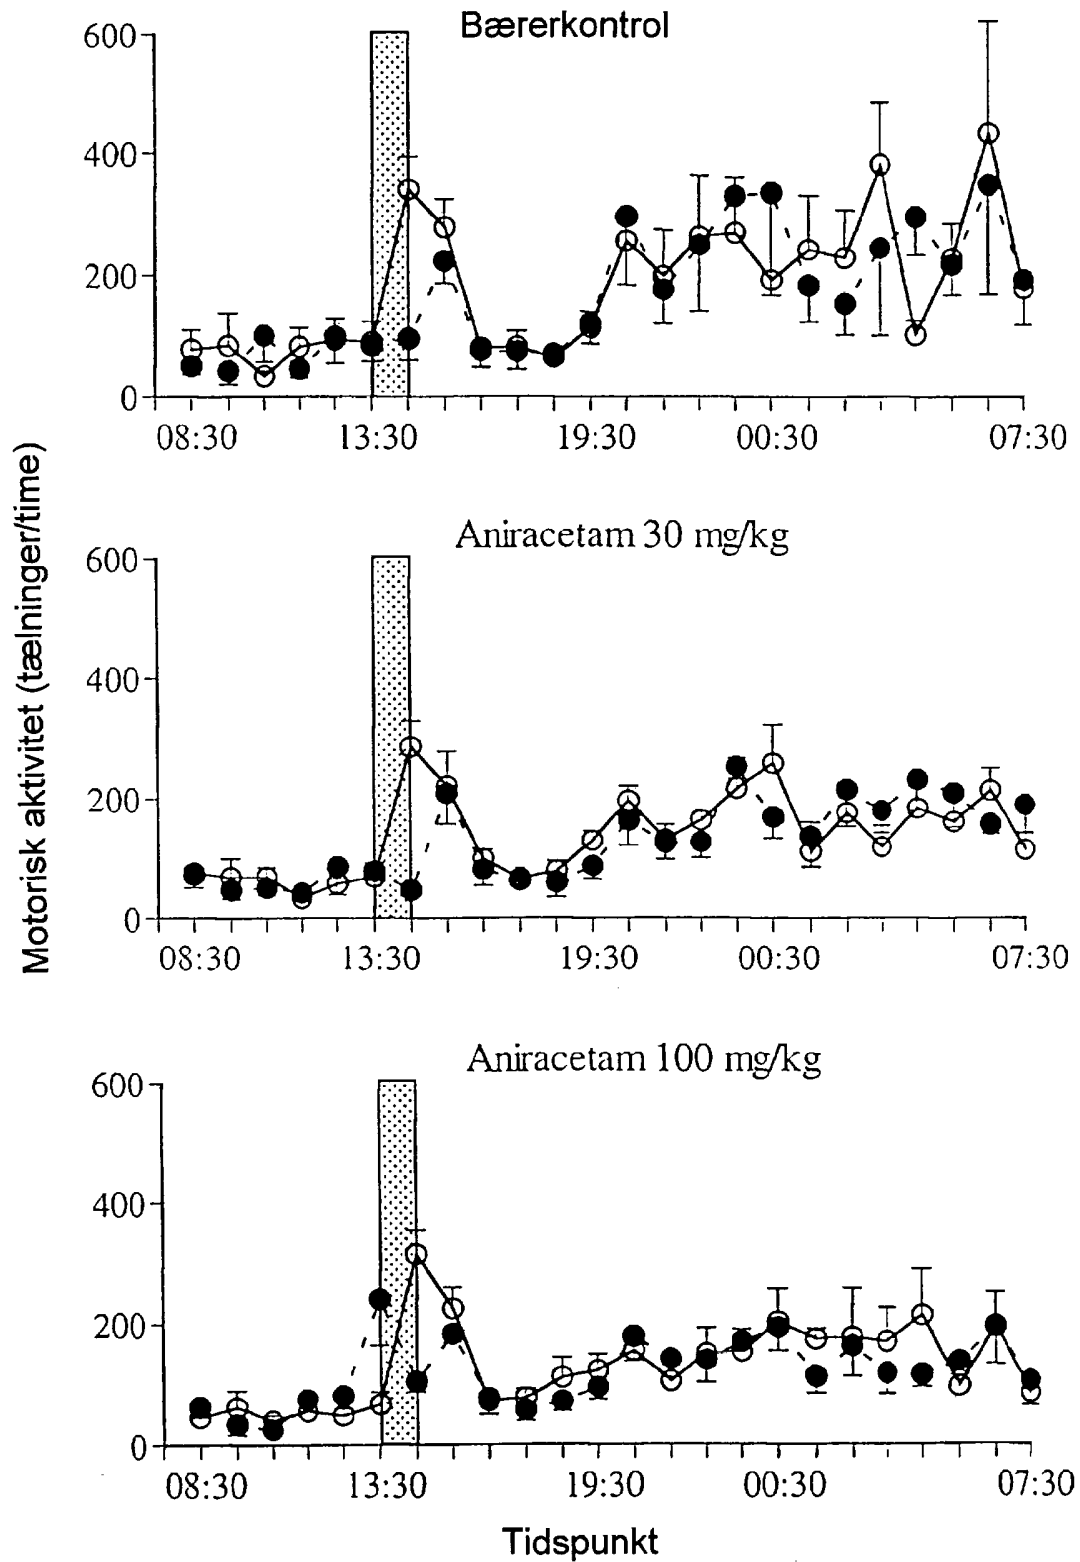 Bærerkontrol
600
400
200
0
08:30 13:30 19:30 00:30 07:30
Motorisk aktivitet (tælninger/time)
Aniracetam 30 mg/kg
600
400
200
0
08:30 13:30 19:30 00:30 07:30
Aniracetam 100 mg/kg
600
400
200
0
08:30 13:30 19:30 00:30 07:30
Tidspunkt